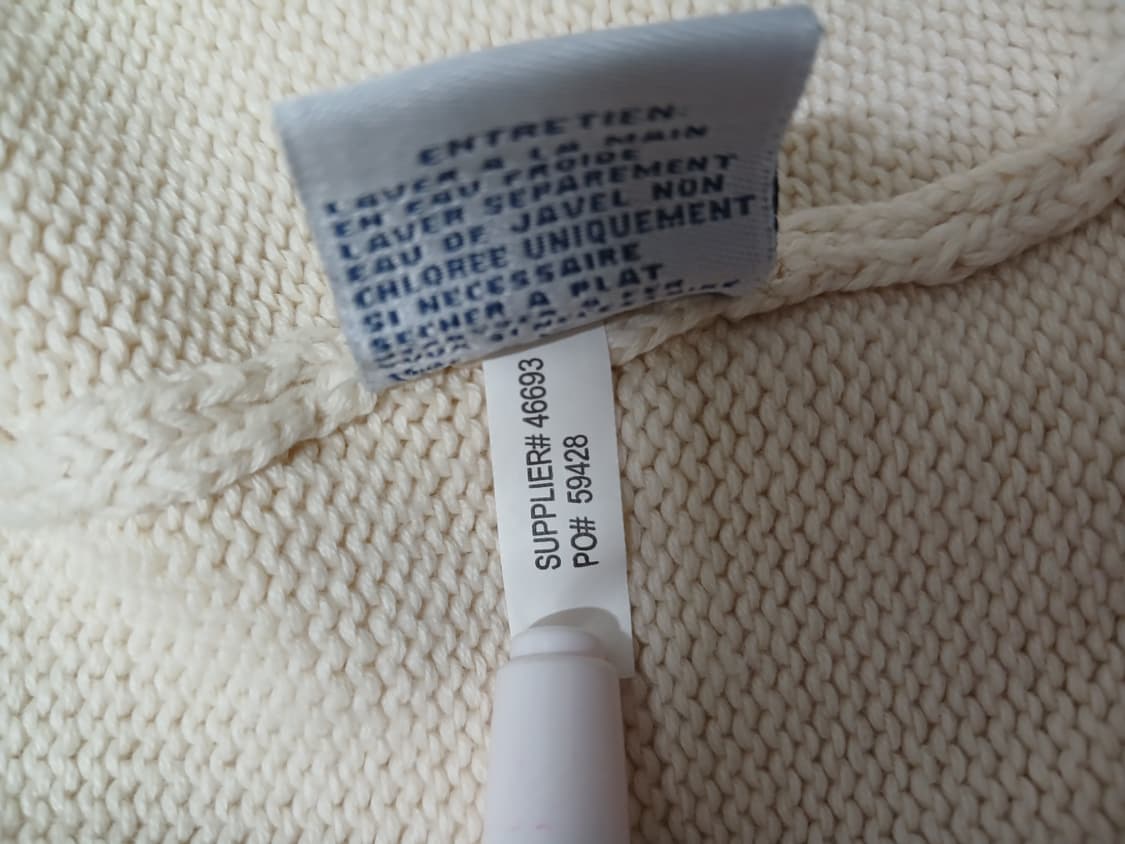 ENTRETIEN:
LAVER A LA MAIN
EN EAU FROIDE
LAVER SEPAREMENT
EAU DE JAVEL NON
CHLOREE UNIQUEMENT
SI NECESSAIRE
SECHER A PLAT
SUPPLIER# 46693
PO# 59428